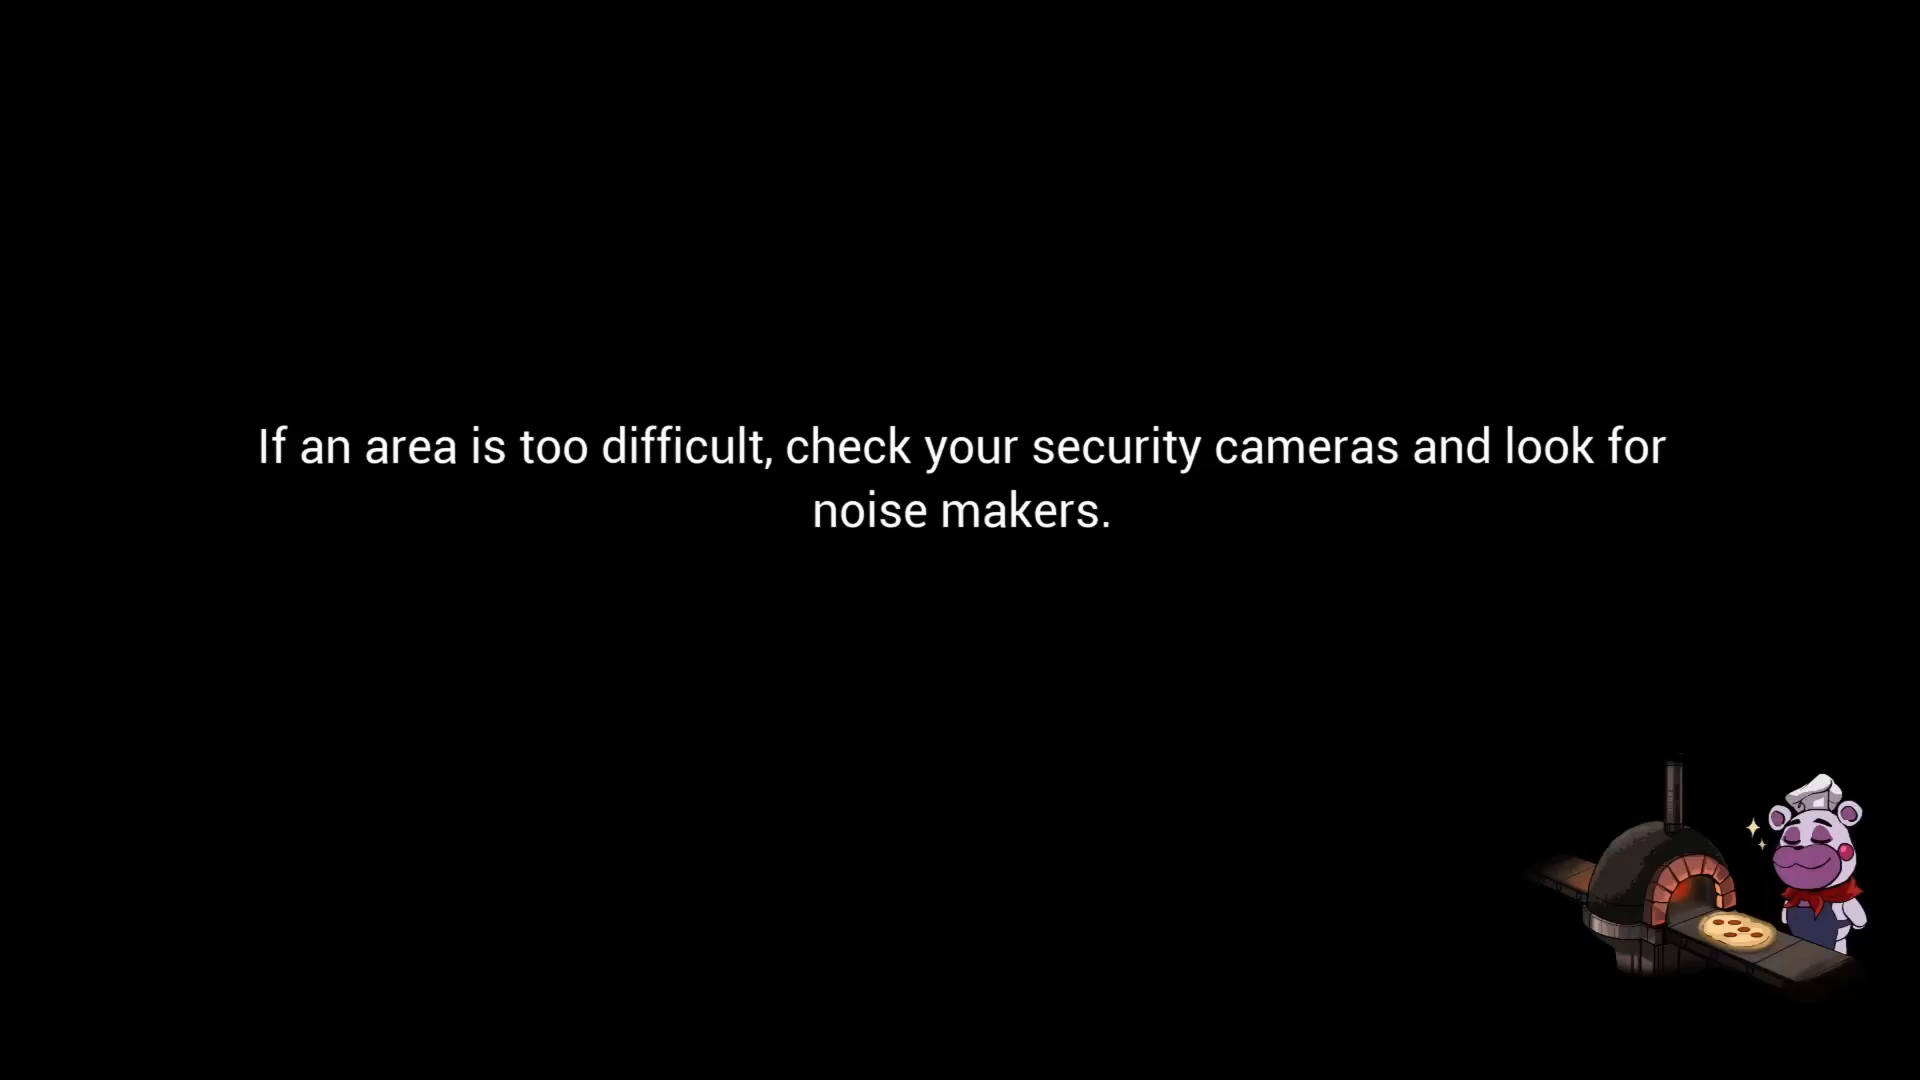 If an area is too difficult, check your security cameras and look for
noise makers.